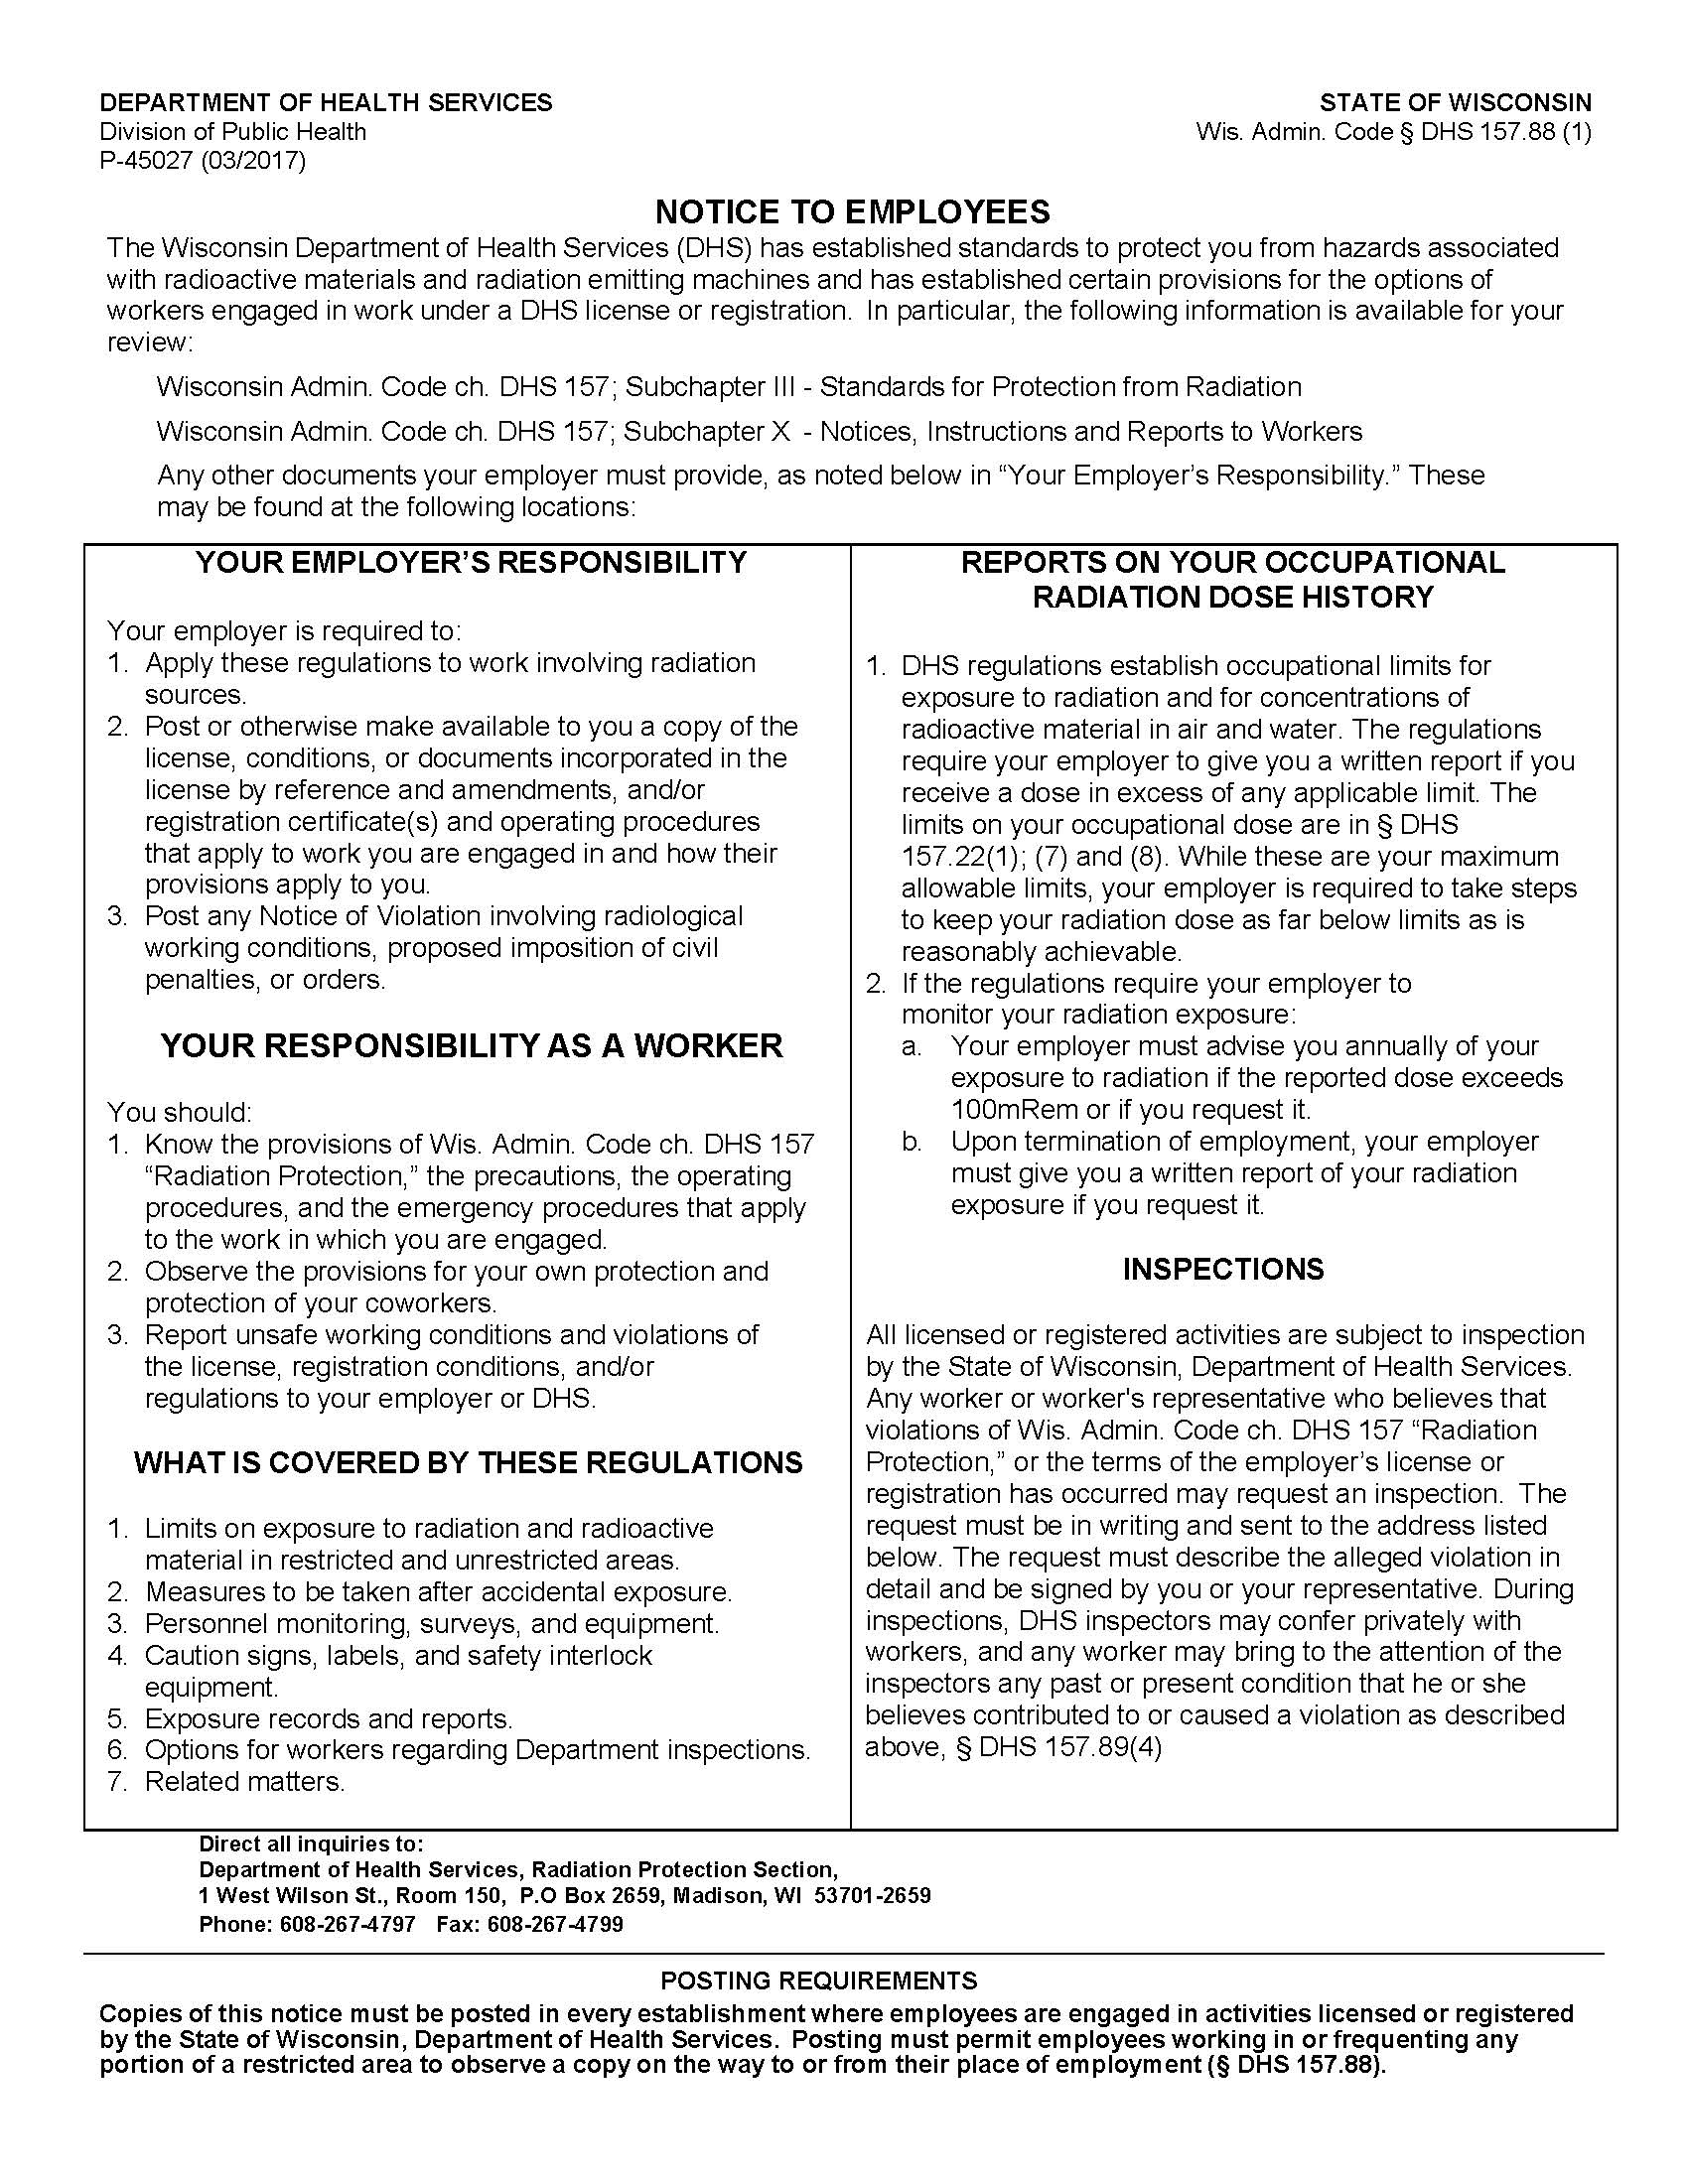 DEPARTMENT OF HEALTH SERVICES
STATE OF WISCONSIN
Division of Public Health
Wis. Admin. Code § DHS 157.88 (1)
P-45027 (03/2017)
NOTICE TO EMPLOYEES
The Wisconsin Department of Health Services (DHS) has established standards to protect you from hazards associated
with radioactive materials and radiation emitting machines and has established certain provisions for the options of
workers engaged in work under a DHS license or registration.  In particular, the following information is available for your
review:
Wisconsin Admin. Code ch. DHS 157; Subchapter III - Standards for Protection from Radiation
Wisconsin Admin. Code ch. DHS 157; Subchapter X  - Notices, Instructions and Reports to Workers
Any other documents your employer must provide, as noted below in “Your Employer’s Responsibility.” These
may be found at the following locations:
YOUR EMPLOYER’S RESPONSIBILITY
Your employer is required to:
1. Apply these regulations to work involving radiation
sources.
2. Post or otherwise make available to you a copy of the
license, conditions, or documents incorporated in the
license by reference and amendments, and/or
registration certificate(s) and operating procedures
that apply to work you are engaged in and how their
provisions apply to you.
3. Post any Notice of Violation involving radiological
working conditions, proposed imposition of civil
penalties, or orders.
YOUR RESPONSIBILITY AS A WORKER
You should:
1. Know the provisions of Wis. Admin. Code ch. DHS 157
“Radiation Protection,” the precautions, the operating
procedures, and the emergency procedures that apply
to the work in which you are engaged.
2. Observe the provisions for your own protection and
protection of your coworkers.
3. Report unsafe working conditions and violations of
the license, registration conditions, and/or
regulations to your employer or DHS.
WHAT IS COVERED BY THESE REGULATIONS
1. Limits on exposure to radiation and radioactive
material in restricted and unrestricted areas.
2. Measures to be taken after accidental exposure.
3. Personnel monitoring, surveys, and equipment.
4. Caution signs, labels, and safety interlock
equipment.
5. Exposure records and reports.
6. Options for workers regarding Department inspections.
7. Related matters.
REPORTS ON YOUR OCCUPATIONAL
RADIATION DOSE HISTORY
1. DHS regulations establish occupational limits for
exposure to radiation and for concentrations of
radioactive material in air and water. The regulations
require your employer to give you a written report if you
receive a dose in excess of any applicable limit. The
limits on your occupational dose are in § DHS
157.22(1); (7) and (8). While these are your maximum
allowable limits, your employer is required to take steps
to keep your radiation dose as far below limits as is
reasonably achievable.
2. If the regulations require your employer to
monitor your radiation exposure:
a. Your employer must advise you annually of your
exposure to radiation if the reported dose exceeds
100mRem or if you request it.
b. Upon termination of employment, your employer
must give you a written report of your radiation
exposure if you request it.
INSPECTIONS
All licensed or registered activities are subject to inspection
by the State of Wisconsin, Department of Health Services.
Any worker or worker's representative who believes that
violations of Wis. Admin. Code ch. DHS 157 “Radiation
Protection,” or the terms of the employer’s license or
registration has occurred may request an inspection.  The
request must be in writing and sent to the address listed
below. The request must describe the alleged violation in
detail and be signed by you or your representative. During
inspections, DHS inspectors may confer privately with
workers, and any worker may bring to the attention of the
inspectors any past or present condition that he or she
believes contributed to or caused a violation as described
above, § DHS 157.89(4)
Direct all inquiries to:
Department of Health Services, Radiation Protection Section,
1 West Wilson St., Room 150,  P.O Box 2659, Madison, WI  53701-2659
Phone: 608-267-4797   Fax: 608-267-4799
POSTING REQUIREMENTS
Copies of this notice must be posted in every establishment where employees are engaged in activities licensed or registered
by the State of Wisconsin, Department of Health Services.  Posting must permit employees working in or frequenting any
portion of a restricted area to observe a copy on the way to or from their place of employment (§ DHS 157.88).